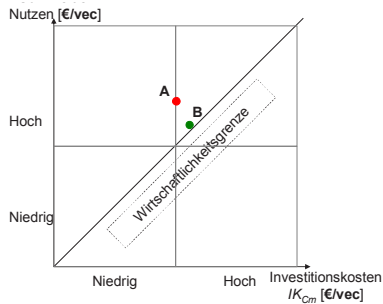 Nutzen [€/vec]
A
B
Hoch
Wirtschaftlichkeitsgrenze
Niedrig
Niedrig
Hoch
Investitionskosten
IK_Cm [€/vec]